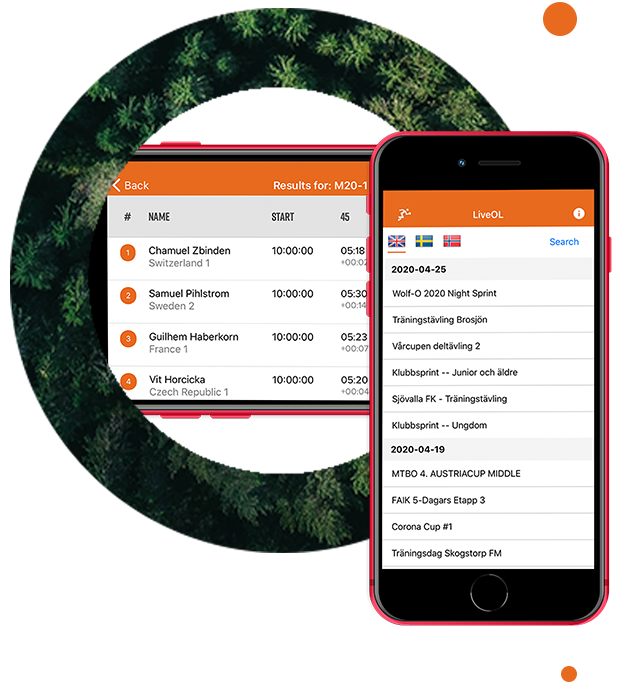 Back
Results for: M20-1
# NAME START 45
1 Chamuel Zbinden 10:00:00 05:18
Switzerland 1 +00:02
2 Samuel Pihlstrom 10:00:00 05:30
Sweden 2 +00:14
3 Guilhem Haberkorn 10:00:00 05:23
France 1 +00:07
4 Vit Horcicka 10:00:00 05:20
Czech Republic 1 +00:04
LiveOL
Search
2020-04-25
Wolf-O 2020 Night Sprint
Träningstävling Brosjön
Vårcupen deltävling 2
Klubbsprint -- Junior och äldre
Sjövalla FK - Träningstävling
Klubbsprint -- Ungdom
2020-04-19
MTBO 4. AUSTRIACUP MIDDLE
FAIK 5-Dagars Etapp 3
Corona Cup #1
Träningsdag Skogstorp FM